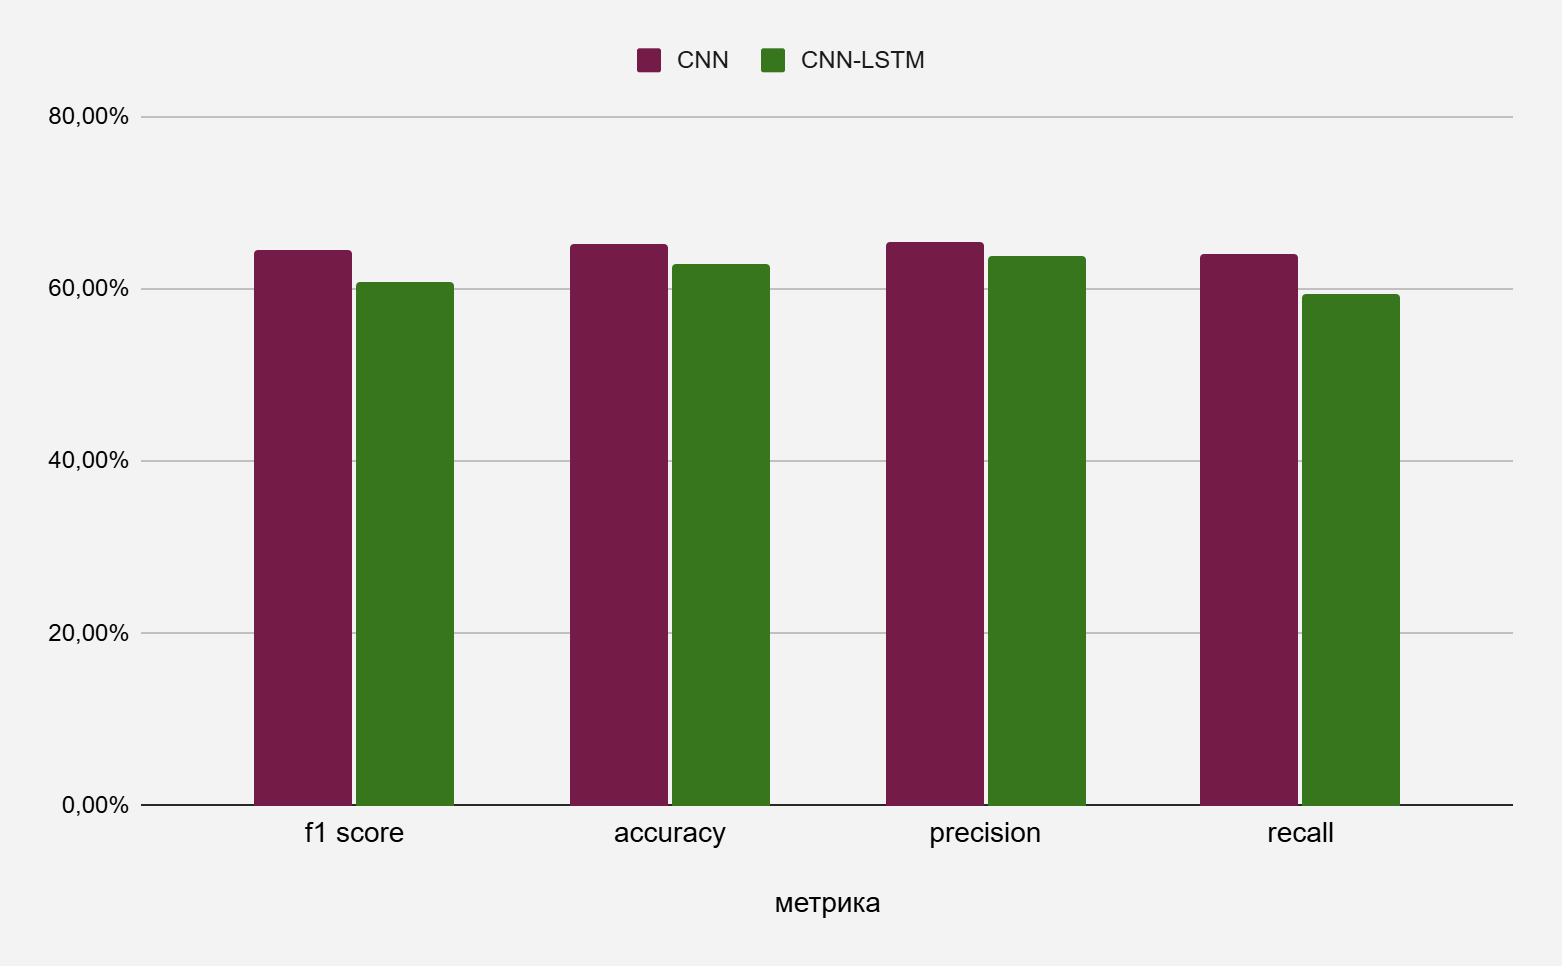 CNN CNN-LSTM
80,00%
60,00%
40,00%
20,00%
0,00%
f1 score accuracy precision recall
метрика